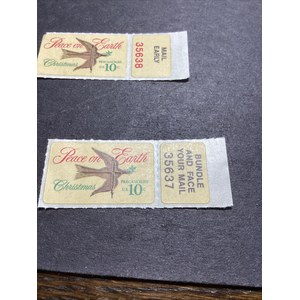 Peace on Earth
Christmas
U.S. 10c
35638
MAIL
EARLY
Peace on Earth
Christmas
U.S. 10c
BUNDLE
AND FACE
YOUR MAIL
35637